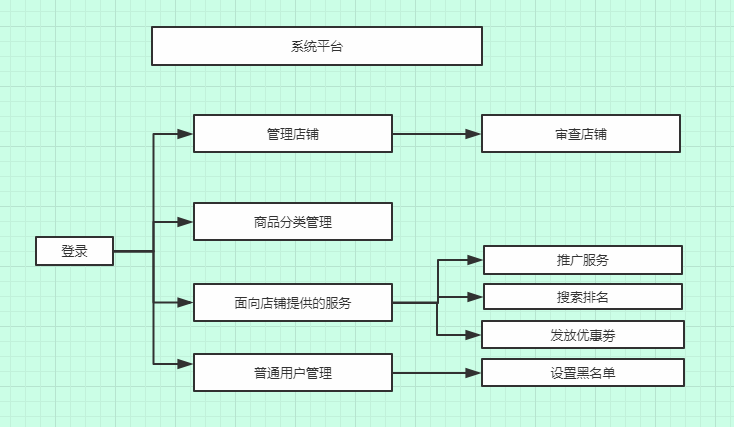 系统平台
管理店铺
审查店铺
商品分类管理
登录
推广服务
搜索排名
面向店铺提供的服务
发放优惠劵
普通用户管理
设置黑名单